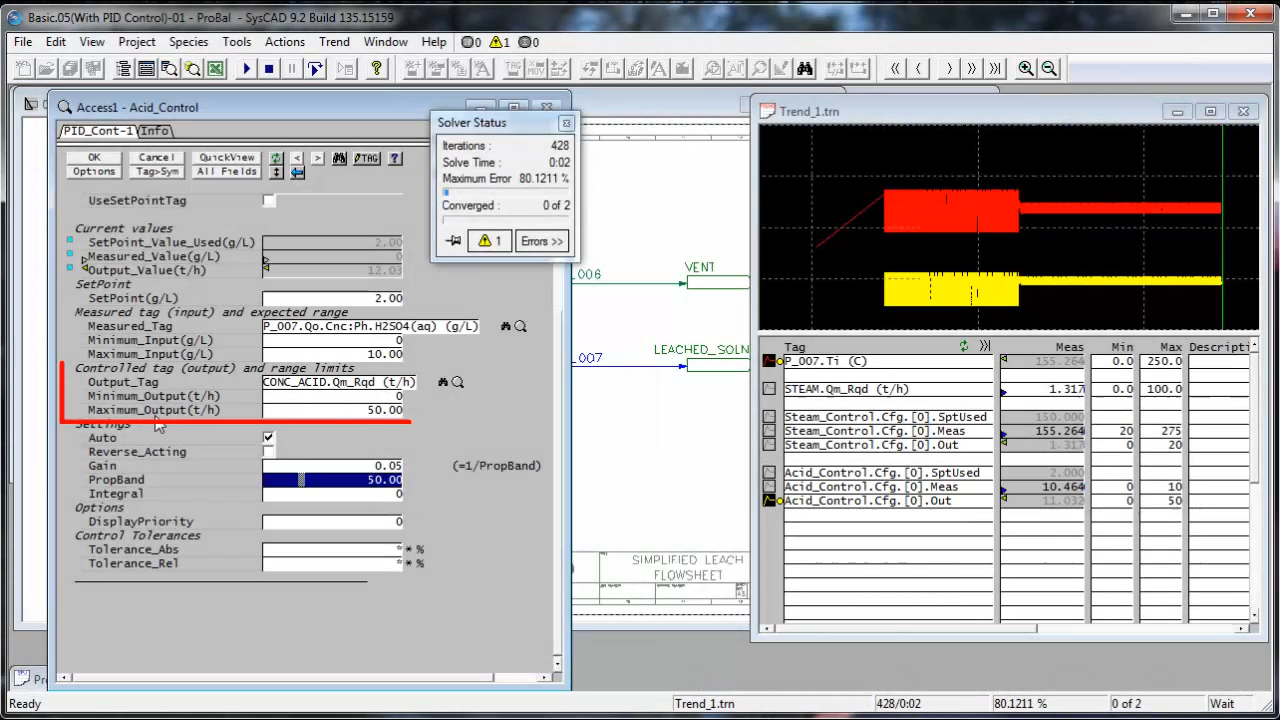 Basic.05(With PID Control)-01 - ProBal - SysCAD 9.2 Build 135.15159
File Edit View Project Species Tools Actions Trend Window Help 0 1 0
Access1 - Acid_Control
PID_Cont-1 Info
OK Cancel QuickView TAG ?
Options Tag>Sym All Fields
UseSetPointTag
Current values
SetPoint_Value_Used(g/L) 2.00
Measured_Value(g/L) 0
Output_Value(t/h) 12.03
SetPoint
SetPoint(g/L) 2.00
Measured tag (input) and expected range
Measured_Tag P_007.Qo.Cnc:Ph.H2SO4(aq) (g/L)
Minimum_Input(g/L) 0
Maximum_Input(g/L) 10.00
Controlled tag (output) and range limits
Output_Tag CONC_ACID.Qm_Rqd (t/h)
Minimum_Output(t/h) 0
Maximum_Output(t/h) 50.00
Settings
Auto
Reverse_Acting
Gain 0.05 (=1/PropBand)
PropBand 50.00
Integral 0
Options
DisplayPriority 0
Control Tolerances
Tolerance_Abs * * %
Tolerance_Rel * * %
Solver Status
Iterations : 428
Solve Time : 0:02
Maximum Error 80.1211 %
Converged : 0 of 2
1 Errors >>
_006 VENT
_007 LEACHED_SOLN
SIMPLIFIED LEACH
FLOWSHEET
Trend_1.trn
Tag Meas Min Max Descripti
P_007.Ti (C) 155.264 0.0 250.0
STEAM.Qm_Rqd (t/h) 1.317 0.0 100.0
Steam_Control.Cfg.[0].SptUsed 150.000
Steam_Control.Cfg.[0].Meas 155.264 20 275
Steam_Control.Cfg.[0].Out 1.317 0 20
Acid_Control.Cfg.[0].SptUsed 2.000
Acid_Control.Cfg.[0].Meas 10.464 0 10
Acid_Control.Cfg.[0].Out 11.032 0 50
Ready Trend_1.trn 428/0:02 80.1211 % 0 of 2 Wait